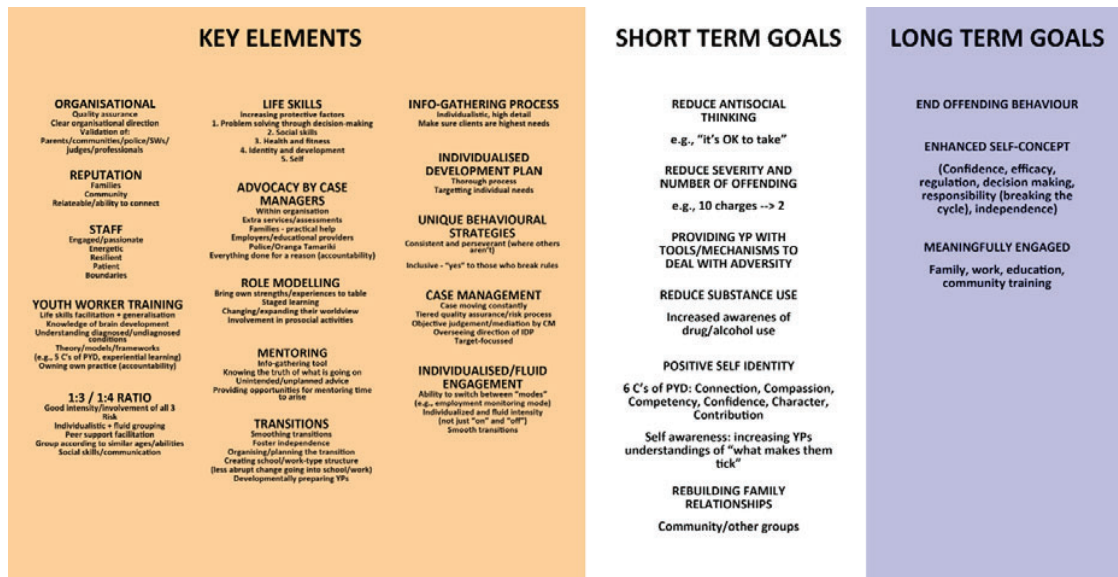 KEY ELEMENTS
ORGANISATIONAL
Quality assurance
Clear organisational direction
Validation of:
Parents/communities/police/SWs/
judges/professionals
REPUTATION
Families
Community
Relateable/ability to connect
STAFF
Engaged/passionate
Energetic
Resilient
Patient
Boundaries
YOUTH WORKER TRAINING
Life skills facilitation + generalisation
Knowledge of brain development
Understanding diagnosed/undiagnosed
conditions
Theory/models/frameworks
(e.g., 5 C's of PYD, experiential learning)
Owning own practice (accountability)
1:3 / 1:4 RATIO
Good intensity/involvement of all 3
Risk
Individualistic + fluid grouping
Peer support facilitation
Group according to similar ages/abilities
Social skills/communication
LIFE SKILLS
Increasing protective factors
1. Problem solving through decision-making
2. Social skills
3. Health and fitness
4. Identity and development
5. Self
ADVOCACY BY CASE
MANAGERS
Within organisation
Extra services/assessments
Families - practical help
Employers/educational providers
Police/Oranga Tamariki
Everything done for a reason (accountability)
ROLE MODELLING
Bring own strengths/experiences to table
Staged learning
Changing/expanding their worldview
Involvement in prosocial activities
MENTORING
Info-gathering tool
Knowing the truth of what is going on
Unintended/unplanned advice
Providing opportunities for mentoring time
to arise
TRANSITIONS
Smoothing transitions
Foster independence
Organising/planning the transition
Creating school/work-type structure
(less abrupt change going into school/work)
Developmentally preparing YPs
INFO-GATHERING PROCESS
Individualistic, high detail
Make sure clients are highest needs
INDIVIDUALISED
DEVELOPMENT PLAN
Thorough process
Targetting individual needs
UNIQUE BEHAVIOURAL
STRATEGIES
Consistent and perseverant (where others
aren't)
Inclusive - "yes" to those who break rules
CASE MANAGEMENT
Case moving constantly
Tiered quality assurance/risk process
Objective judgement/mediation by CM
Overseeing direction of IDP
Target-focussed
INDIVIDUALISED/FLUID
ENGAGEMENT
Ability to switch between "modes"
(e.g., employment monitoring mode)
Individualized and fluid intensity
(not just "on" and "off")
Smooth transitions
SHORT TERM GOALS
REDUCE ANTISOCIAL
THINKING
e.g., "it's OK to take"
REDUCE SEVERITY AND
NUMBER OF OFFENDING
e.g., 10 charges --> 2
PROVIDING YP WITH
TOOLS/MECHANISMS TO
DEAL WITH ADVERSITY
REDUCE SUBSTANCE USE
Increased awarenes of
drug/alcohol use
POSITIVE SELF IDENTITY
6 C's of PYD: Connection, Compassion,
Competency, Confidence, Character,
Contribution
Self awareness: increasing YPs
understandings of "what makes them
tick"
REBUILDING FAMILY
RELATIONSHIPS
Community/other groups
LONG TERM GOALS
END OFFENDING BEHAVIOUR
ENHANCED SELF-CONCEPT
(Confidence, efficacy,
regulation, decision making,
responsibility (breaking the
cycle), independence)
MEANINGFULLY ENGAGED
Family, work, education,
community training